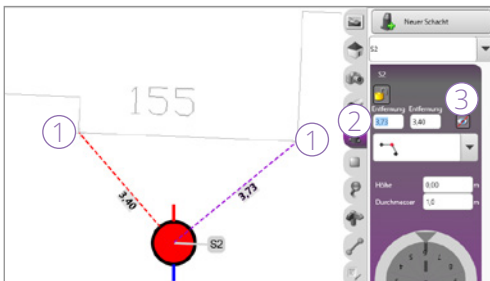 Neuer Schacht
S2
S2
Entfernung Entfernung
3,73 3,40
3
2
155
1 1
3,40 3,73
S2
Höhe 0,00 m
Durchmesser 1,0 m